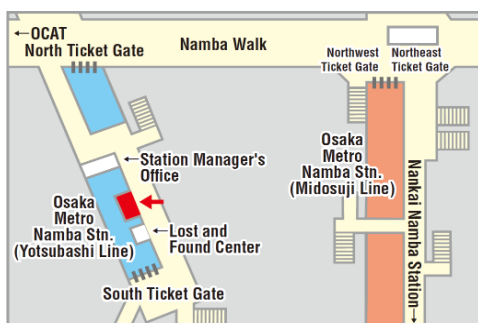 ←OCAT
North Ticket Gate
Namba Walk
Northwest
Ticket Gate
Northeast
Ticket Gate
Station Manager's
Office
Osaka
Metro
Namba Stn.
(Midosuji Line)
Osaka
Metro
Namba Stn.
(Yotsubashi Line)
Lost and
Found Center
South Ticket Gate
Nankai Namba Station→